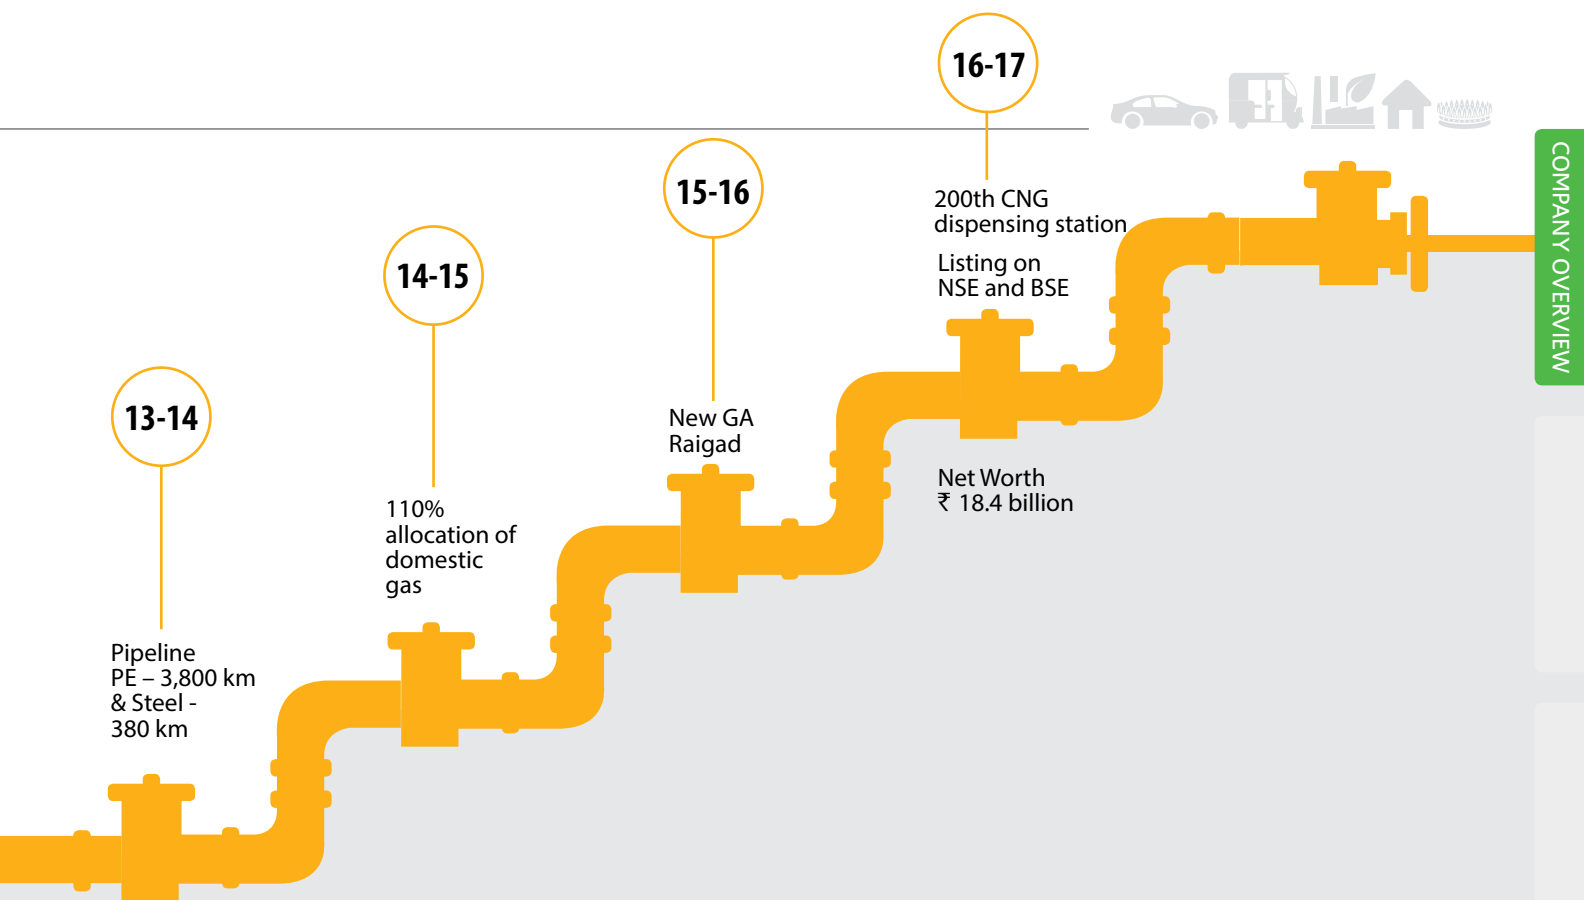 16-17
15-16
14-15
13-14
200th CNG
dispensing station
Listing on
NSE and BSE
New GA
Raigad
Net Worth
₹ 18.4 billion
110%
allocation of
domestic
gas
Pipeline
PE – 3,800 km
& Steel -
380 km
COMPANY OVERVIEW